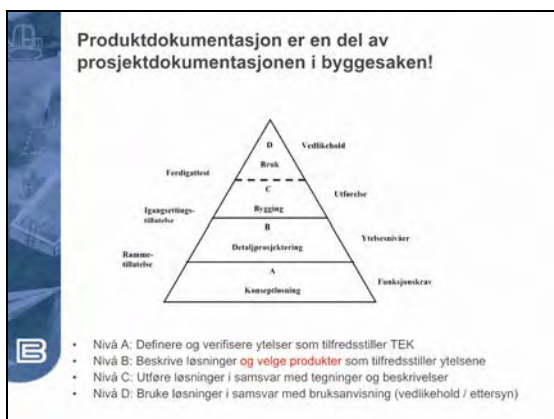 Produktdokumentasjon er en del av
prosjektdokumentasjonen i byggesaken!
D
Vedlikehold
Bruk
Ferdigattest
C
Utførelse
Bygging
Igangsettings-
tillatelse
B
Ytelsesnivåer
Detaljprosjektering
Ramme-
tillatelse
A
Funksjonskrav
Konseptløsning
• Nivå A: Definere og verifisere ytelser som tilfredsstiller TEK
• Nivå B: Beskrive løsninger og velge produkter som tilfredsstiller ytelsene
• Nivå C: Utføre løsninger i samsvar med tegninger og beskrivelser
• Nivå D: Bruke løsninger i samsvar med bruksanvisning (vedlikehold / ettersyn)